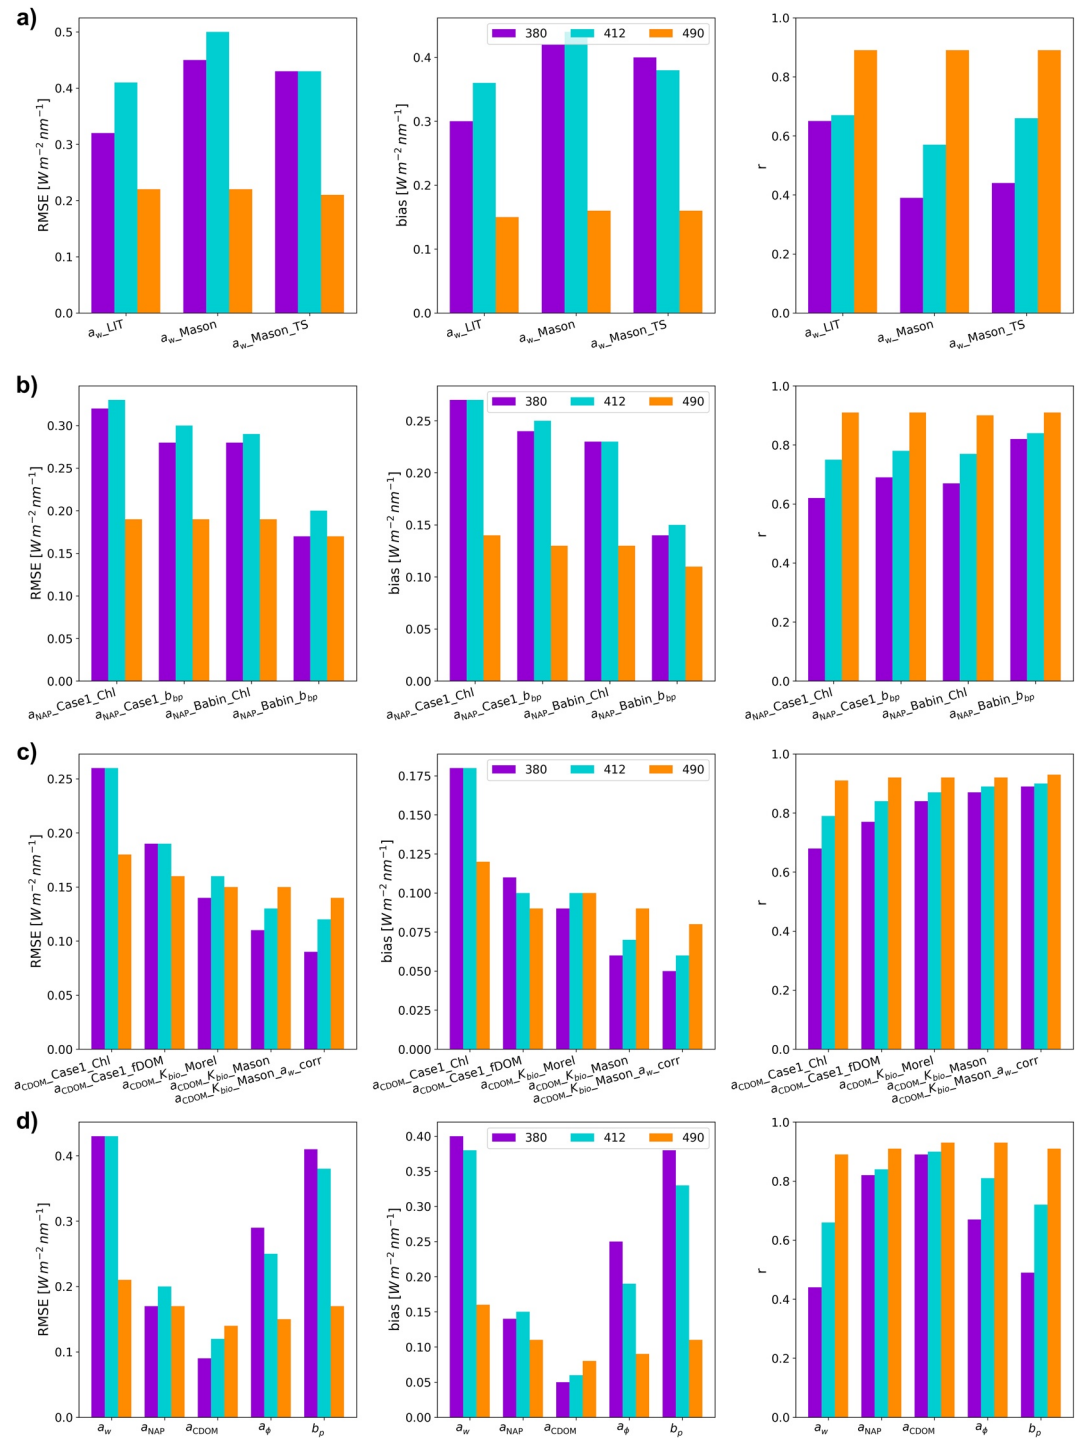 a)
0.5
0.4
0.3
0.2
0.1
0.0
RMSE [W m⁻² nm⁻¹]
a_w_LIT
a_w_Mason
a_w_Mason_TS
380 412 490
0.4
0.3
0.2
0.1
0.0
bias [W m⁻² nm⁻¹]
a_w_LIT
a_w_Mason
a_w_Mason_TS
1.0
0.8
0.6
0.4
0.2
0.0
r
a_w_LIT
a_w_Mason
a_w_Mason_TS
b)
0.30
0.25
0.20
0.15
0.10
0.05
0.00
RMSE [W m⁻² nm⁻¹]
a_NAP_Case1_Chl
a_NAP_Case1_b_bp
a_NAP_Babin_Chl
a_NAP_Babin_b_bp
380 412 490
0.25
0.20
0.15
0.10
0.05
0.00
bias [W m⁻² nm⁻¹]
a_NAP_Case1_Chl
a_NAP_Case1_b_bp
a_NAP_Babin_Chl
a_NAP_Babin_b_bp
1.0
0.8
0.6
0.4
0.2
0.0
r
a_NAP_Case1_Chl
a_NAP_Case1_b_bp
a_NAP_Babin_Chl
a_NAP_Babin_b_bp
c)
0.25
0.20
0.15
0.10
0.05
0.00
RMSE [W m⁻² nm⁻¹]
a_CDOM_Case1_Chl
a_CDOM_Case1_fDOM
a_CDOM_K_bio_Morel
a_CDOM_K_bio_Mason
a_CDOM_K_bio_Mason_a_w_corr
380 412 490
0.175
0.150
0.125
0.100
0.075
0.050
0.025
0.000
bias [W m⁻² nm⁻¹]
a_CDOM_Case1_Chl
a_CDOM_Case1_fDOM
a_CDOM_K_bio_Morel
a_CDOM_K_bio_Mason
a_CDOM_K_bio_Mason_a_w_corr
1.0
0.8
0.6
0.4
0.2
0.0
r
a_CDOM_Case1_Chl
a_CDOM_Case1_fDOM
a_CDOM_K_bio_Morel
a_CDOM_K_bio_Mason
a_CDOM_K_bio_Mason_a_w_corr
d)
0.4
0.3
0.2
0.1
0.0
RMSE [W m⁻² nm⁻¹]
a_w a_NAP a_CDOM a_ϕ b_p
380 412 490
0.40
0.35
0.30
0.25
0.20
0.15
0.10
0.05
0.00
bias [W m⁻² nm⁻¹]
a_w a_NAP a_CDOM a_ϕ b_p
1.0
0.8
0.6
0.4
0.2
0.0
r
a_w a_NAP a_CDOM a_ϕ b_p